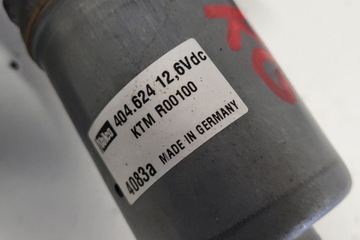 404.624 12,6Vdc
KTM R00100
4083a MADE IN GERMANY